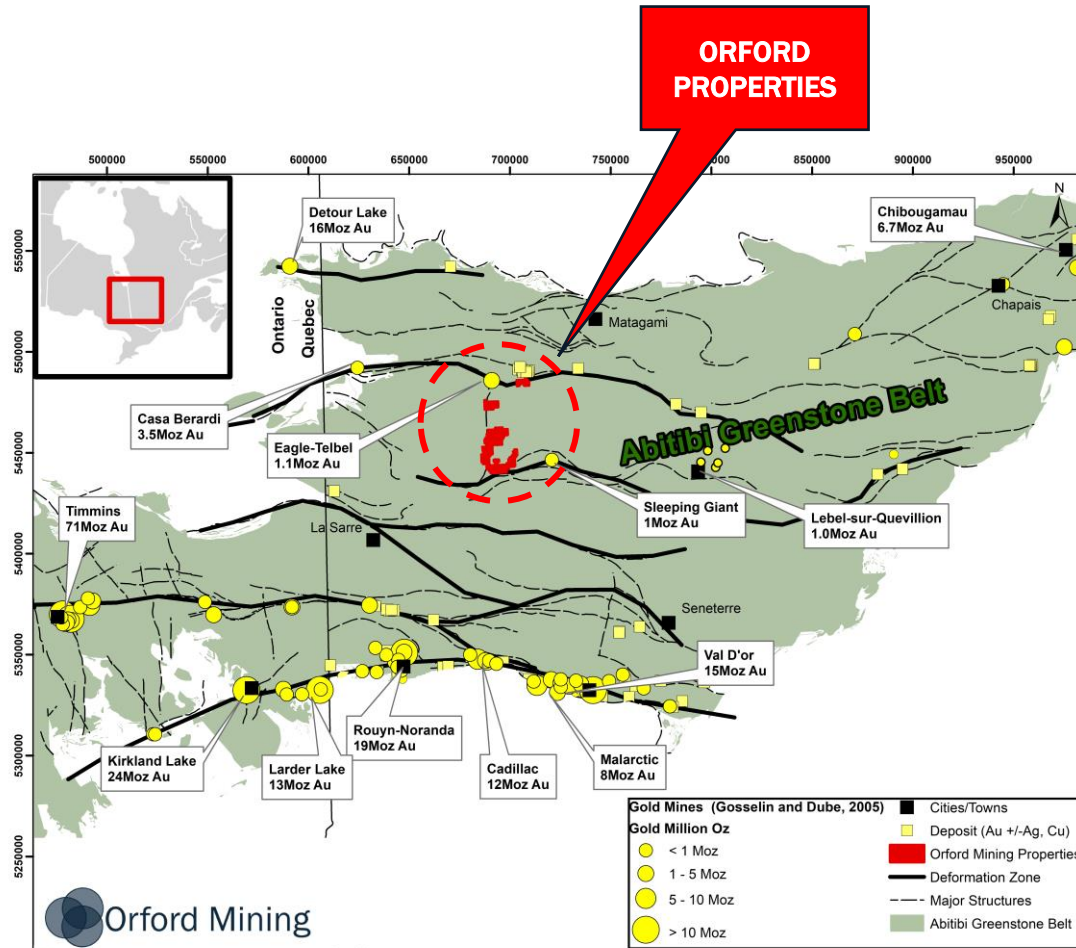 ORFORD
PROPERTIES
500000
550000
600000
650000
700000
750000
850000
900000
950000
5550000
5500000
5450000
5400000
5350000
5300000
5250000
N
Detour Lake
16Moz Au
Chibougamau
6.7Moz Au
Chapais
Ontario
Quebec
Matagami
Casa Berardi
3.5Moz Au
Eagle-Telbel
1.1Moz Au
Abitibi Greenstone Belt
Timmins
71Moz Au
La Sarre
Sleeping Giant
1Moz Au
Lebel-sur-Quevillion
1.0Moz Au
Seneterre
Val D'or
15Moz Au
Rouyn-Noranda
19Moz Au
Kirkland Lake
24Moz Au
Larder Lake
13Moz Au
Cadillac
12Moz Au
Malarctic
8Moz Au
Gold Mines (Gosselin and Dube, 2005)
Gold Million Oz
< 1 Moz
1 - 5 Moz
5 - 10 Moz
> 10 Moz
Cities/Towns
Deposit (Au +/-Ag, Cu)
Orford Mining Properties
Deformation Zone
Major Structures
Abitibi Greenstone Belt
Orford Mining